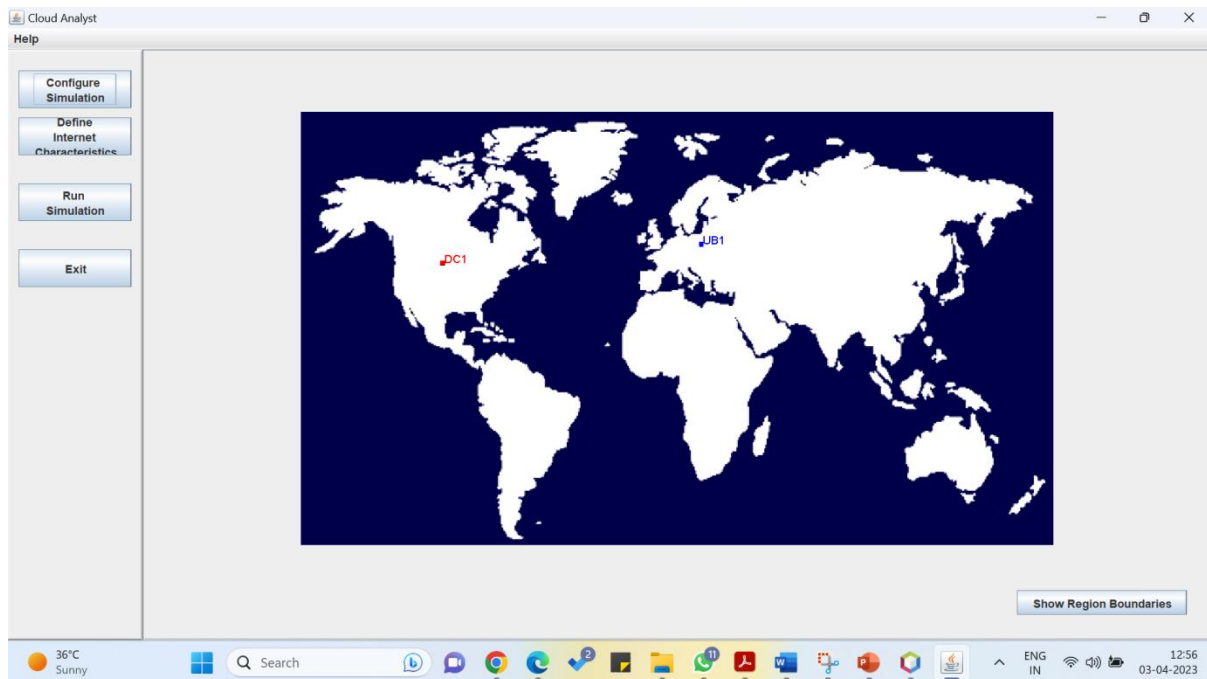 Cloud Analyst
Help
Configure
Simulation
Define
Internet
Characteristics
Run
Simulation
Exit
DC1
UB1
Show Region Boundaries
36°C
Sunny
Search
2
11
ENG
IN
12:56
03-04-2023